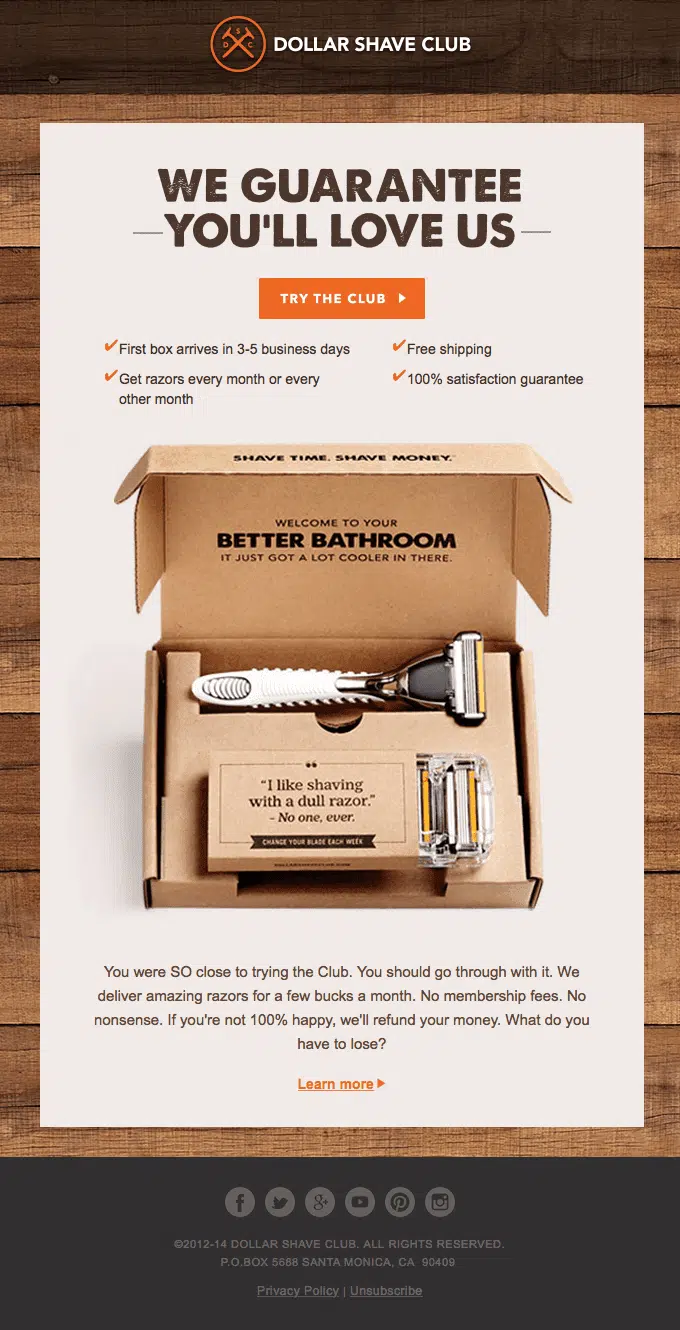 D S C
DOLLAR SHAVE CLUB
WE GUARANTEE
YOU'LL LOVE US
TRY THE CLUB
First box arrives in 3-5 business days
Free shipping
Get razors every month or every
other month
100% satisfaction guarantee
SHAVE TIME. SHAVE MONEY.
WELCOME TO YOUR
BETTER BATHROOM
IT JUST GOT A LOT COOLER IN THERE.
“I like shaving
with a dull razor.”
- No one, ever.
CHANGE YOUR BLADE EACH WEEK
You were SO close to trying the Club. You should go through with it. We
deliver amazing razors for a few bucks a month. No membership fees. No
nonsense. If you're not 100% happy, we'll refund your money. What do you
have to lose?
Learn more
©2012-14 DOLLAR SHAVE CLUB. ALL RIGHTS RESERVED.
P.O.BOX 5688 SANTA MONICA, CA 90409
Privacy Policy | Unsubscribe